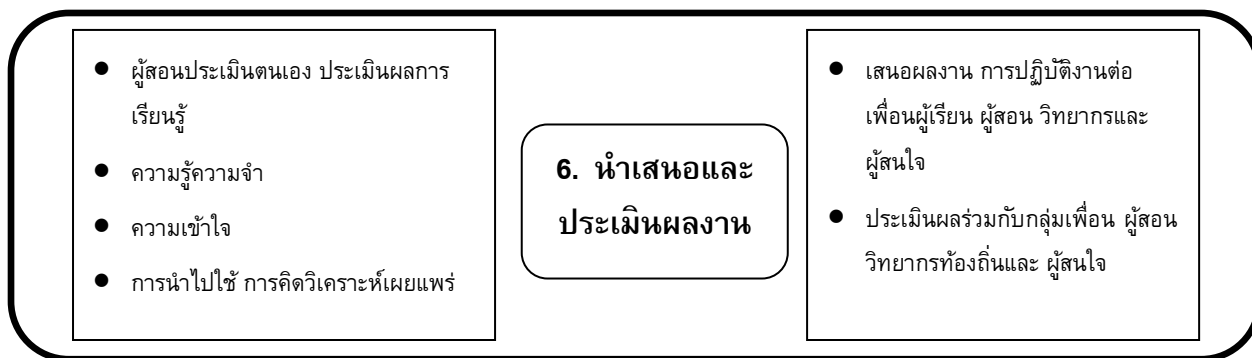 ● ผู้สอนประเมินตนเอง ประเมินผลการ
เรียนรู้
● ความรู้ความจำ
● ความเข้าใจ
● การนำไปใช้ การคิดวิเคราะห์เผยแพร่
6. นำเสนอและ
ประเมินผลงาน
● เสนอผลงาน การปฏิบัติงานต่อ
เพื่อนผู้เรียน ผู้สอน วิทยากรและ
ผู้สนใจ
● ประเมินผลร่วมกับกลุ่มเพื่อน ผู้สอน
วิทยากรท้องถิ่นและ ผู้สนใจ